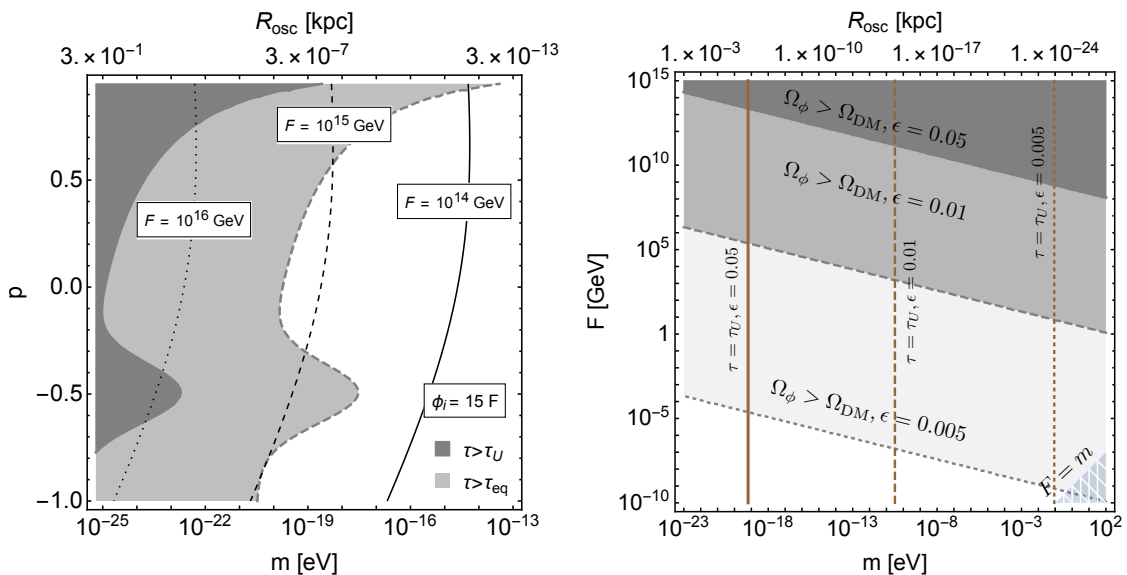 R_osc [kpc]
3.×10^-1 3.×10^-7 3.×10^-13
F = 10^15 GeV
F = 10^14 GeV
F = 10^16 GeV
ϕ_i = 15 F
τ>τ_U
τ>τ_eq
0.5
0.0
-0.5
-1.0
p
10^-25 10^-22 10^-19 10^-16 10^-13
m [eV]
R_osc [kpc]
1.×10^-3 1.×10^-10 1.×10^-17 1.×10^-24
10^15
10^10
10^5
1
10^-5
10^-10
F [GeV]
Ω_ϕ > Ω_DM, ϵ = 0.05
Ω_ϕ > Ω_DM, ϵ = 0.01
Ω_ϕ > Ω_DM, ϵ = 0.005
τ = τ_U, ϵ = 0.05
τ = τ_U, ϵ = 0.01
τ = τ_U, ϵ = 0.005
F = m
10^-23 10^-18 10^-13 10^-8 10^-3 10^2
m [eV]